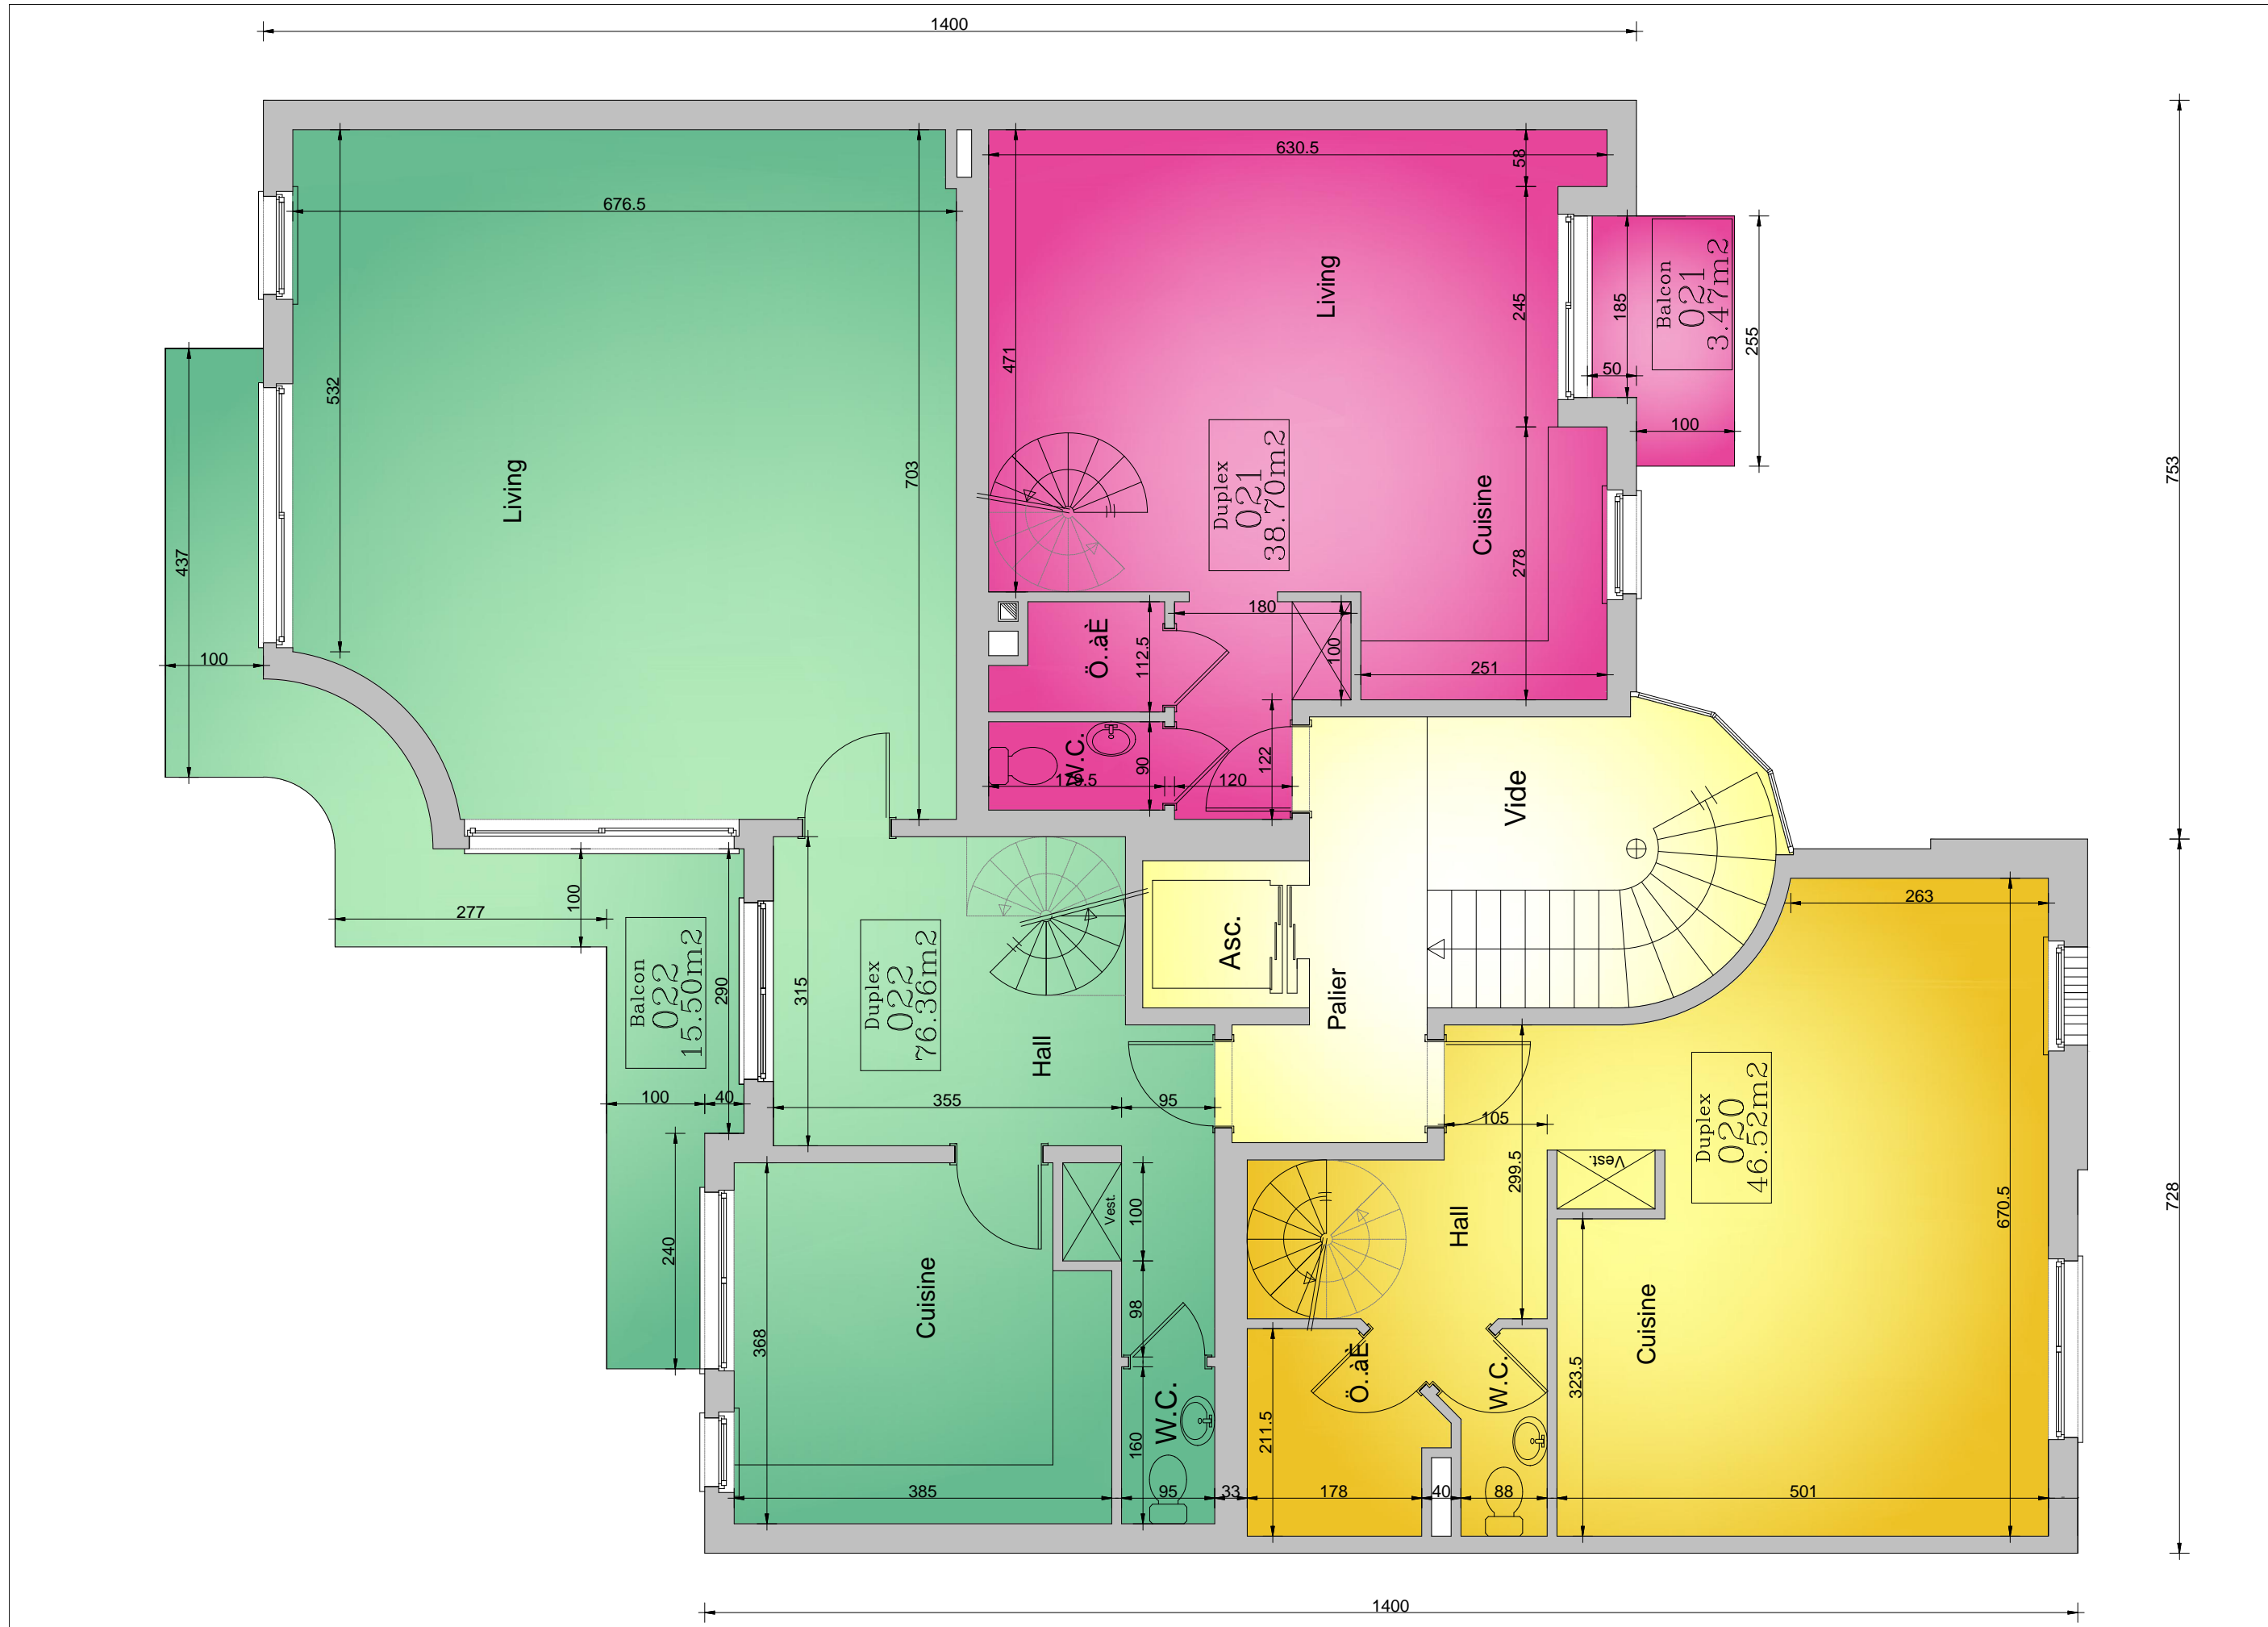 1400
630.5
58
676.5
471
245
Living
185
Balcon
021
3.47m2
255
50
100
532
437
Living
703
Duplex
021
38.70m2
Cuisine
278
753
100
Ö..àÈ
112.5
180
100
251
W.C.
179.5
90
120
122
Vide
277
100
Balcon
022
15.50m2
290
100
40
315
Duplex
022
76.36m2
Hall
355
95
Asc.
Palier
263
105
299.5
Vest.
Duplex
020
46.52m2
670.5
728
240
368
Cuisine
Vest.
100
98
160
W.C.
385
95
33
Hall
Ö..àÈ
211.5
178
40
W.C.
88
323.5
Cuisine
501
1400